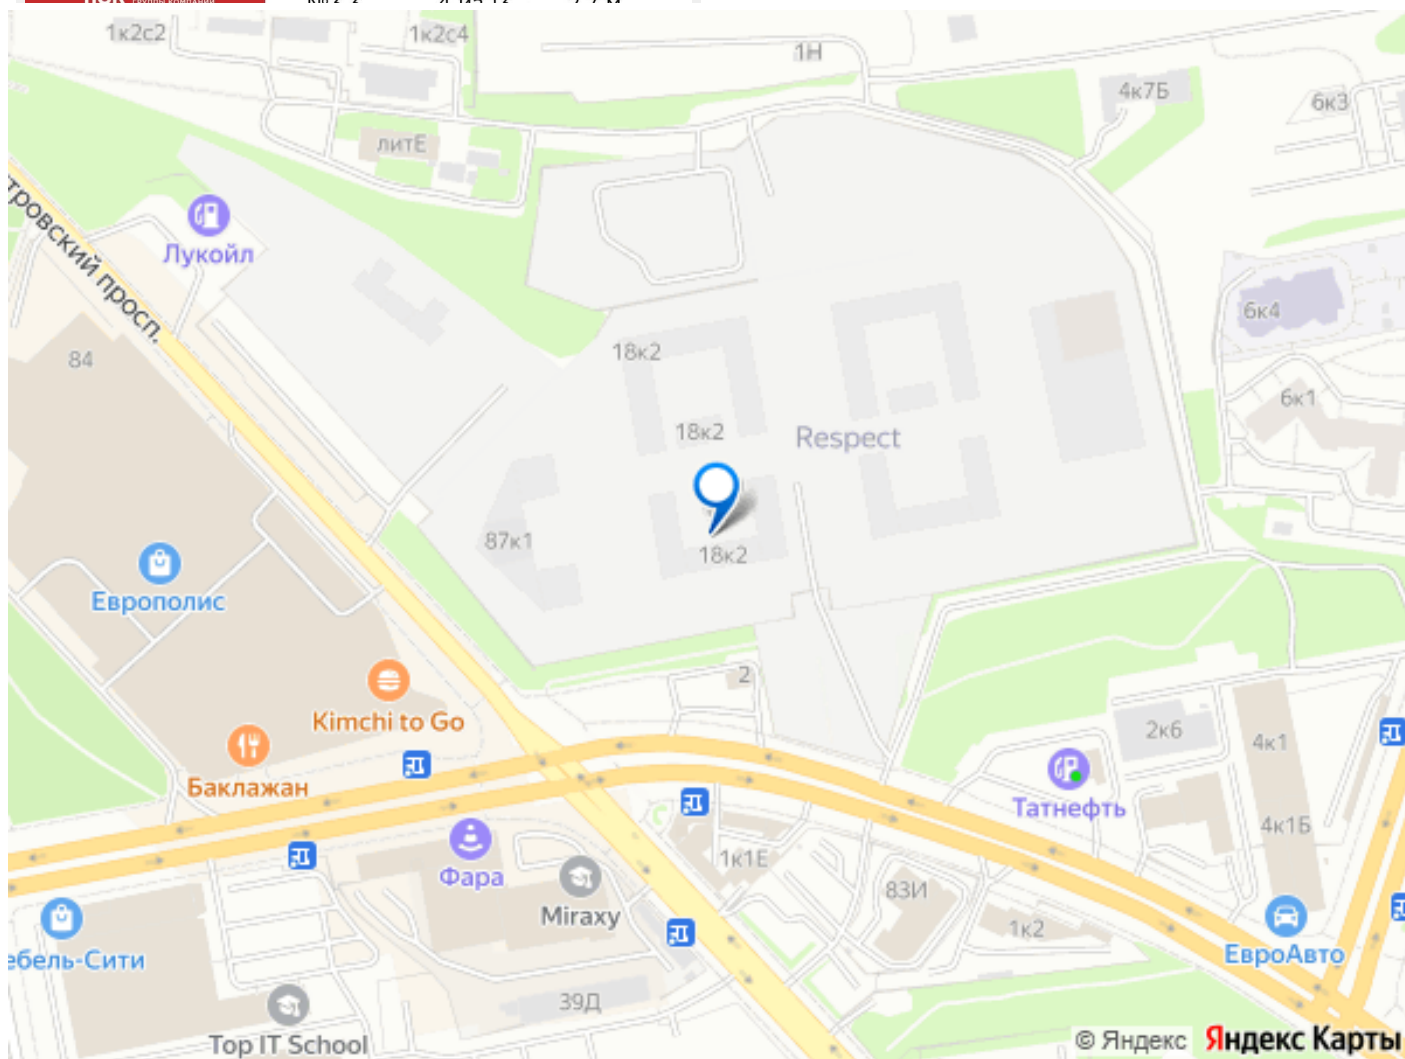 1к2с2
1к2с4
1Н
4к7Б
6к3
литЕ
тровский просп.
Лукойл
6к4
84
18к2
6к1
18к2
Respect
87к1
18к2
Европолис
2
Kimchi to Go
2к6
4к1
Баклажан
Татнефть
4к1Б
1к1Е
Фара
83И
Miraxy
1к2
ебель-Сити
ЕвроАвто
39Д
Top IT School
© Яндекс Яндекс Карты